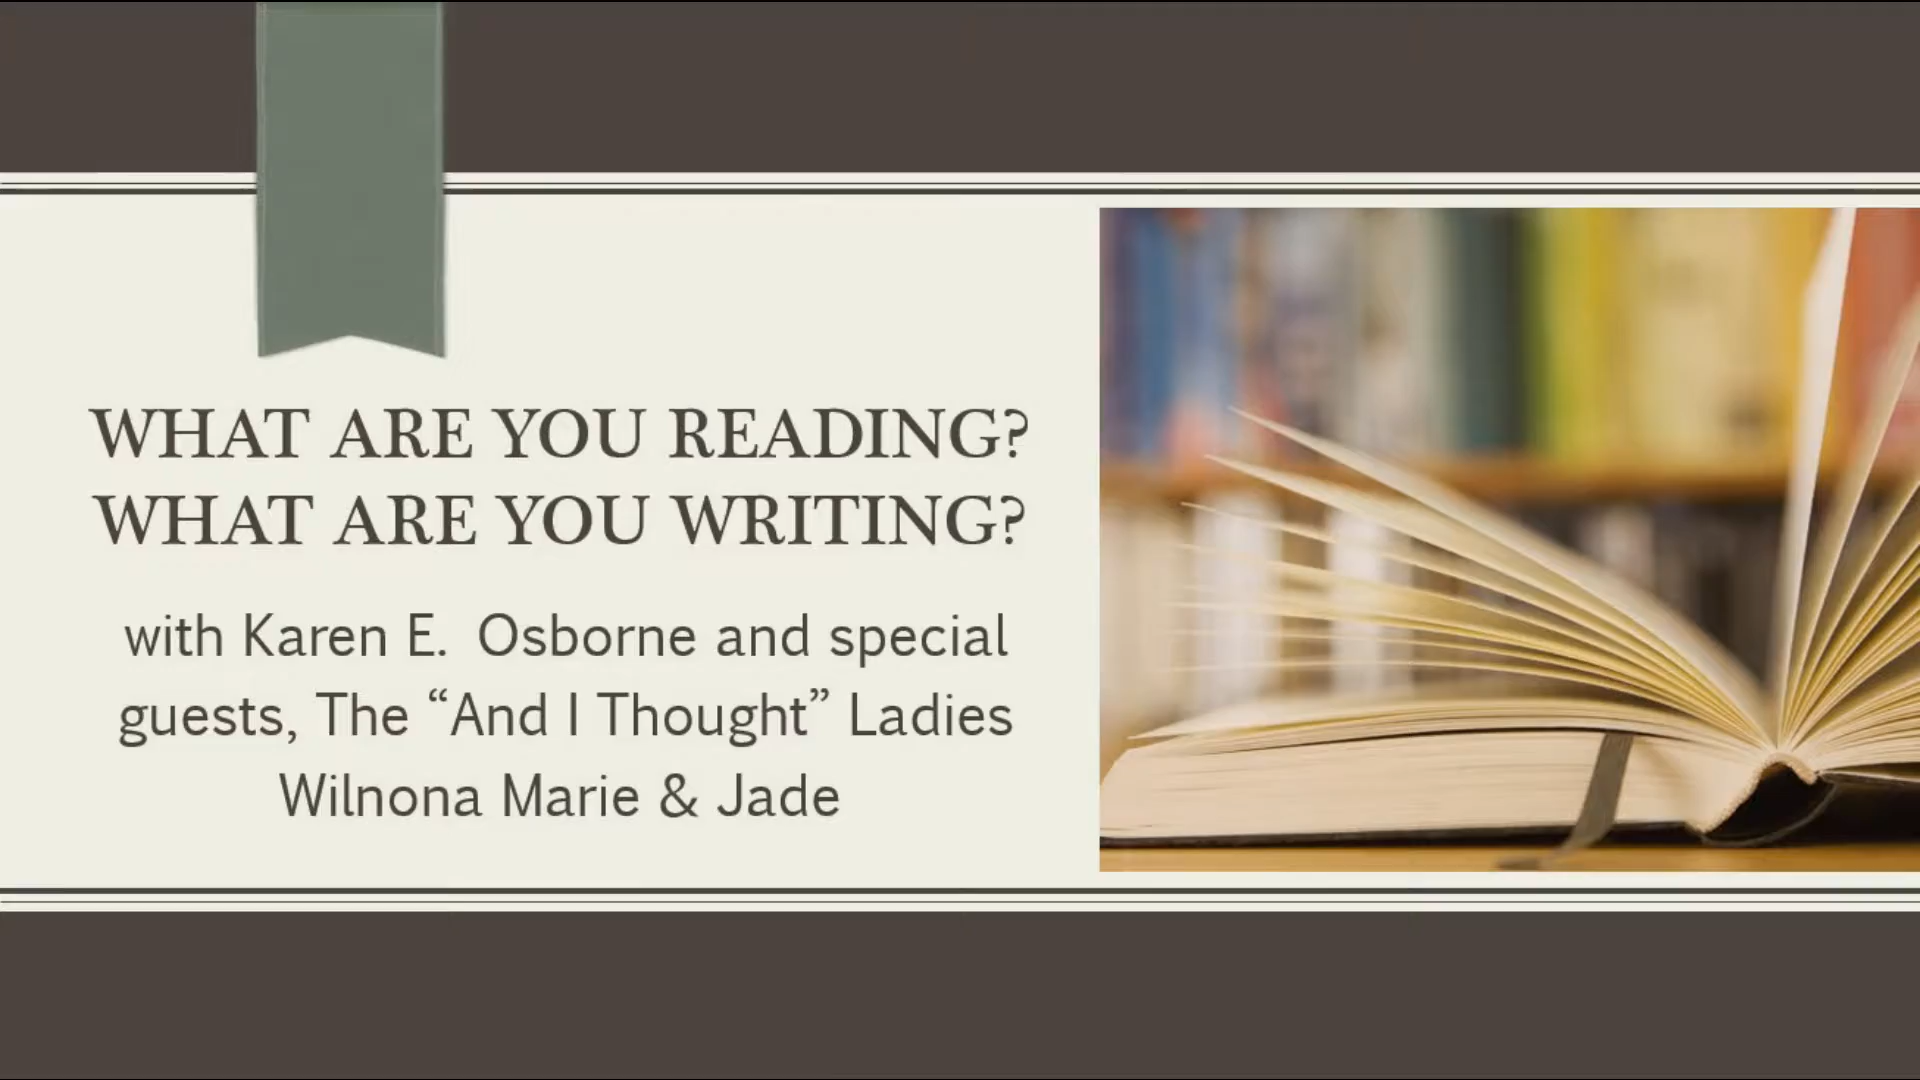 WHAT ARE YOU READING?
WHAT ARE YOU WRITING?
with Karen E.  Osborne and special
guests, The “And I Thought” Ladies
Wilnona Marie & Jade